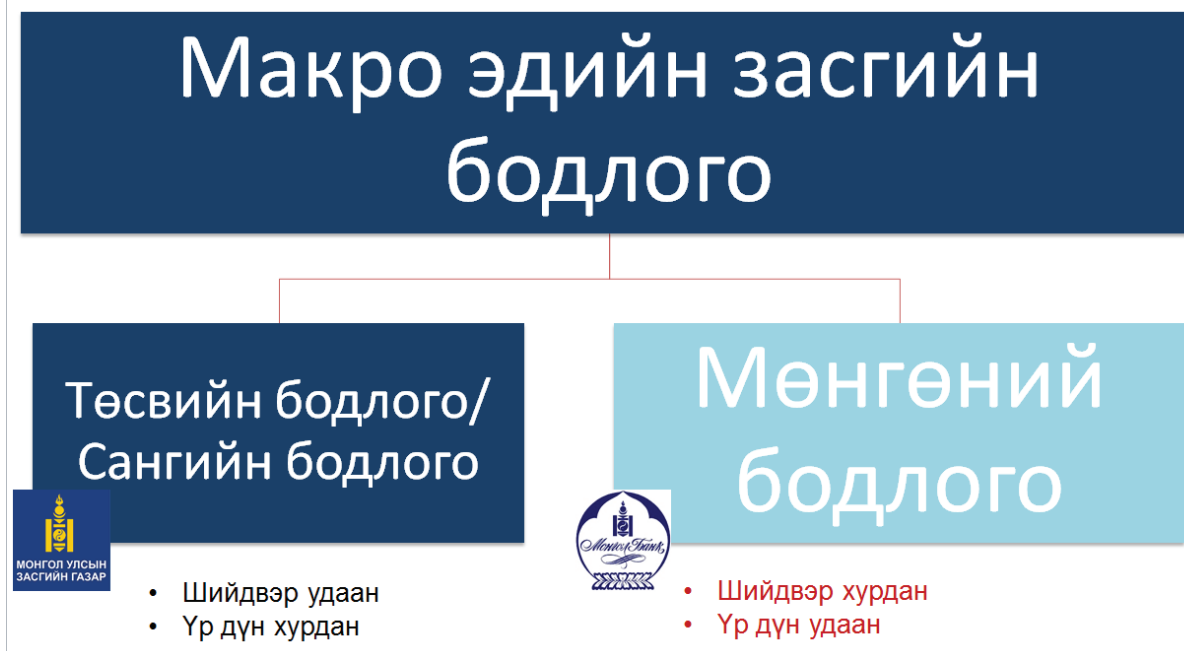 Макро эдийн засгийн
бодлого
Төсвийн бодлого/
Сангийн бодлого
МОНГОЛ УЛСЫН
ЗАСГИЙН ГАЗАР
• Шийдвэр удаан
• Үр дүн хурдан
Мөнгөний
бодлого
МонголБанк
• Шийдвэр хурдан
• Үр дүн удаан